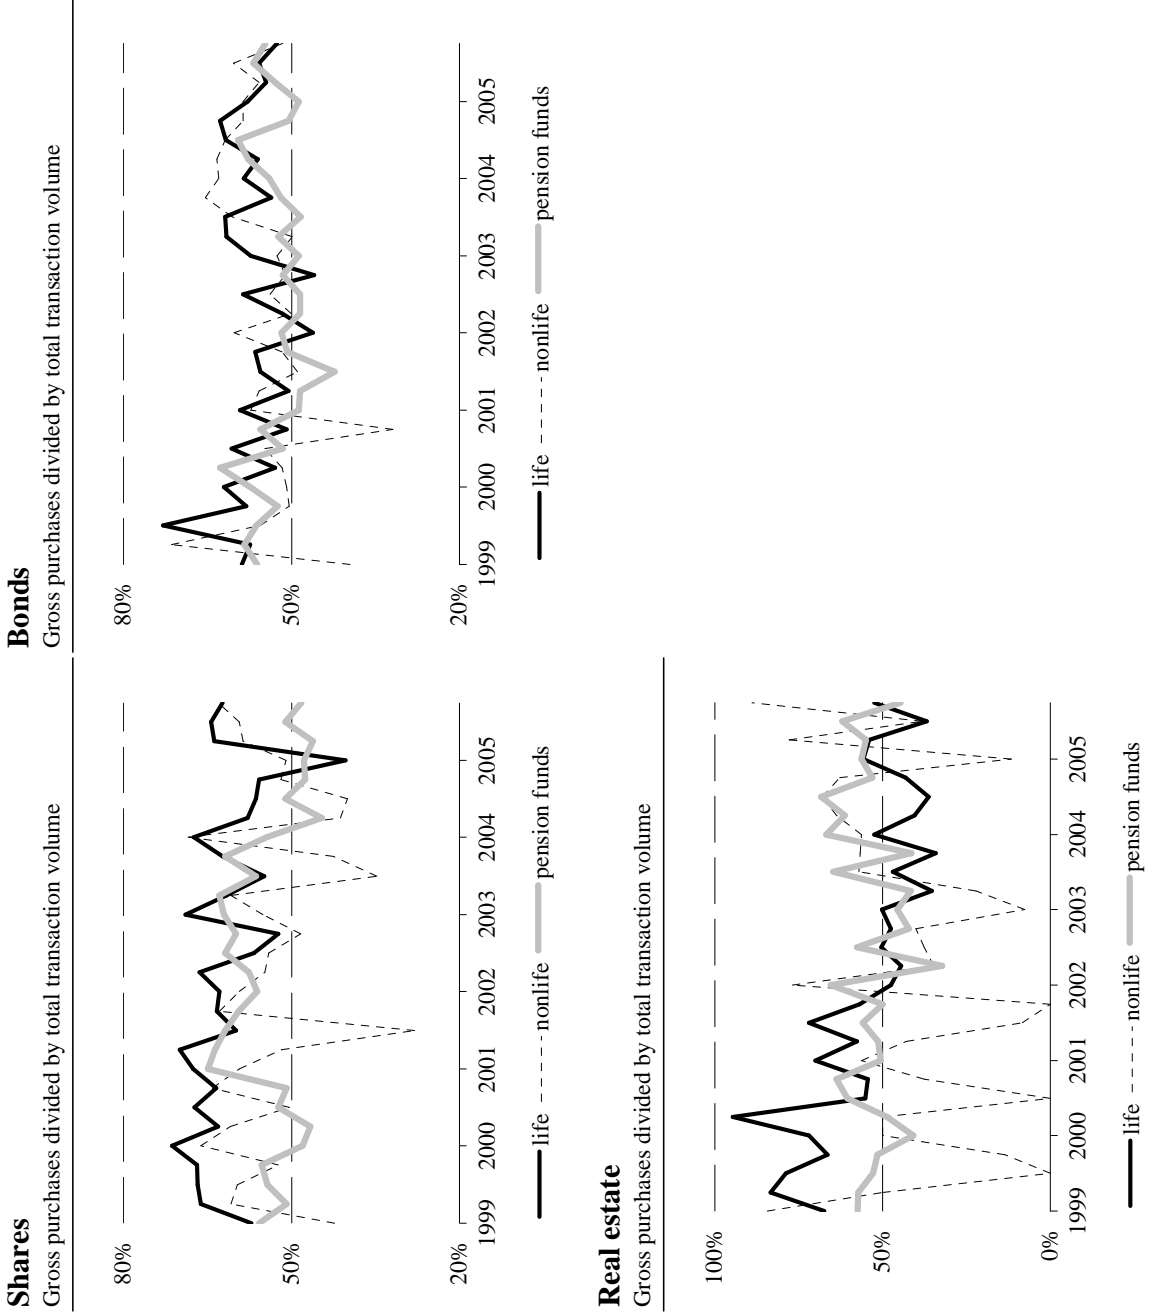 Shares
Gross purchases divided by total transaction volume
80%
50%
20%
1999 2000 2001 2002 2003 2004 2005
life nonlife pension funds
Bonds
Gross purchases divided by total transaction volume
80%
50%
20%
1999 2000 2001 2002 2003 2004 2005
life nonlife pension funds
Real estate
Gross purchases divided by total transaction volume
100%
50%
0%
1999 2000 2001 2002 2003 2004 2005
life nonlife pension funds